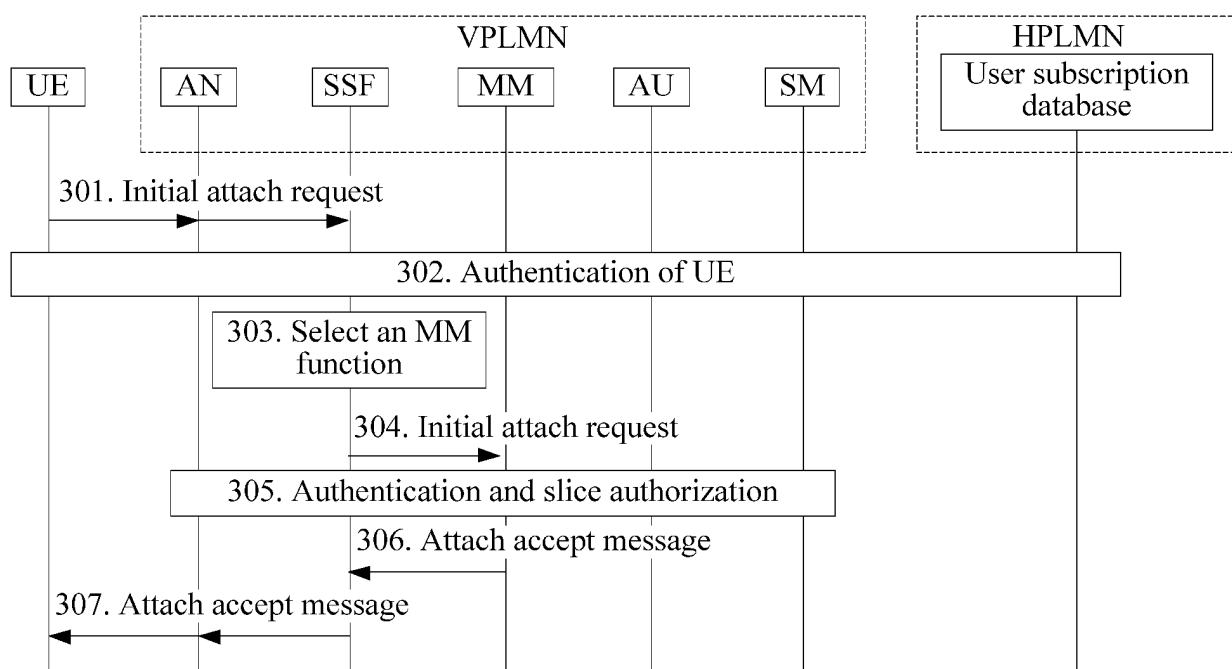 VPLMN
HPLMN
UE
AN
SSF
MM
AU
SM
User subscription
database
301. Initial attach request
302. Authentication of UE
303. Select an MM
function
304. Initial attach request
305. Authentication and slice authorization
306. Attach accept message
307. Attach accept message